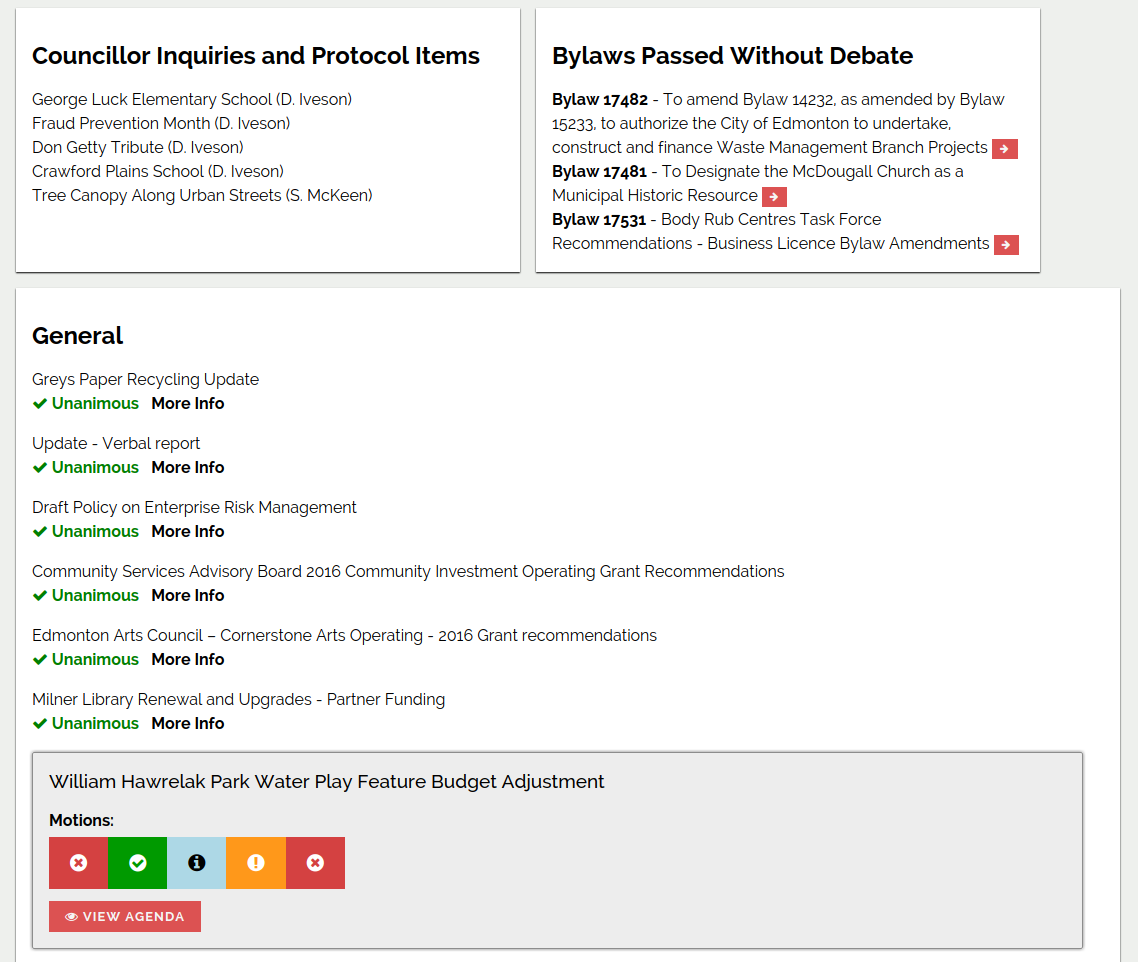 Councillor Inquiries and Protocol Items
George Luck Elementary School (D. Iveson)
Fraud Prevention Month (D. Iveson)
Don Getty Tribute (D. Iveson)
Crawford Plains School (D. Iveson)
Tree Canopy Along Urban Streets (S. McKeen)
Bylaws Passed Without Debate
Bylaw 17482 - To amend Bylaw 14232, as amended by Bylaw
15233, to authorize the City of Edmonton to undertake,
construct and finance Waste Management Branch Projects
Bylaw 17481 - To Designate the McDougall Church as a
Municipal Historic Resource
Bylaw 17531 - Body Rub Centres Task Force
Recommendations - Business Licence Bylaw Amendments
General
Greys Paper Recycling Update
Unanimous More Info
Update - Verbal report
Unanimous More Info
Draft Policy on Enterprise Risk Management
Unanimous More Info
Community Services Advisory Board 2016 Community Investment Operating Grant Recommendations
Unanimous More Info
Edmonton Arts Council – Cornerstone Arts Operating - 2016 Grant recommendations
Unanimous More Info
Milner Library Renewal and Upgrades - Partner Funding
Unanimous More Info
William Hawrelak Park Water Play Feature Budget Adjustment
Motions:
VIEW AGENDA